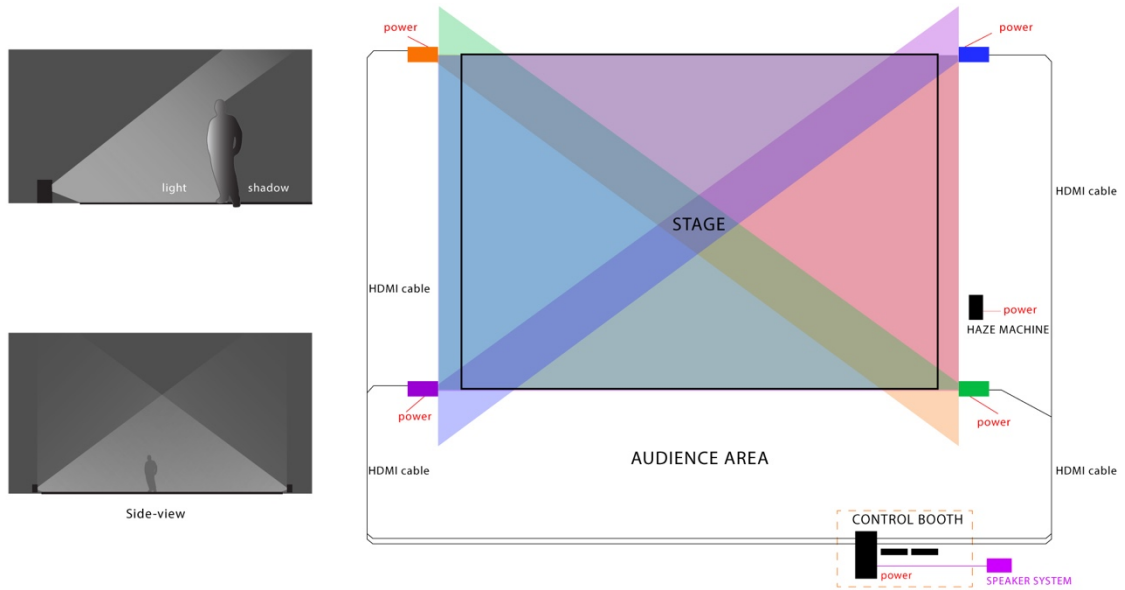 power
power
light
shadow
HDMI cable
STAGE
HDMI cable
power
HAZE MACHINE
power
power
AUDIENCE AREA
HDMI cable
HDMI cable
Side-view
CONTROL BOOTH
power
SPEAKER SYSTEM